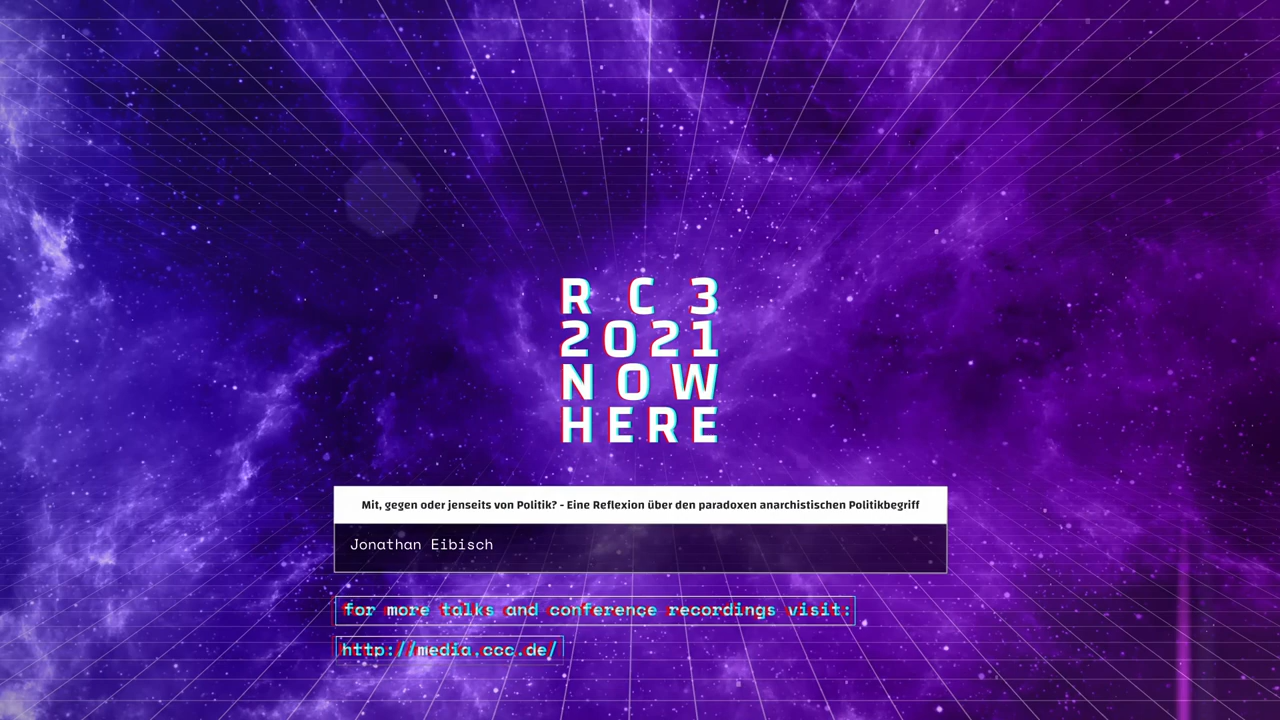 R C 3
2021
NOW
HERE
Mit, gegen oder jenseits von Politik? - Eine Reflexion über den paradoxen anarchistischen Politikbegriff
Jonathan Eibisch
for more talks and conference recordings visit:
http://media.ccc.de/